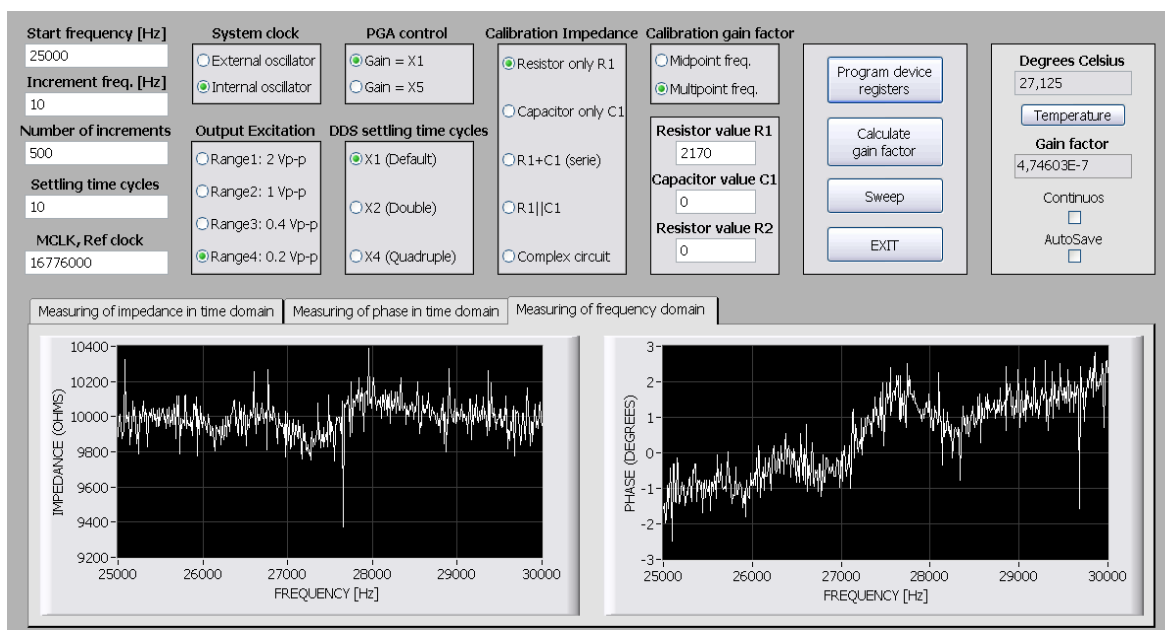 Start frequency [Hz]
25000
Increment freq. [Hz]
10
Number of increments
500
Settling time cycles
10
MCLK, Ref clock
16776000
System clock
External oscillator
Internal oscillator
Output Excitation
Range1: 2 Vp-p
Range2: 1 Vp-p
Range3: 0.4 Vp-p
Range4: 0.2 Vp-p
PGA control
Gain = X1
Gain = X5
DDS settling time cycles
X1 (Default)
X2 (Double)
X4 (Quadruple)
Calibration Impedance
Resistor only R1
Capacitor only C1
R1+C1 (serie)
R1||C1
Complex circuit
Calibration gain factor
Midpoint freq.
Multipoint freq.
Resistor value R1
2170
Capacitor value C1
0
Resistor value R2
0
Program device
registers
Calculate
gain factor
Sweep
EXIT
Degrees Celsius
27,125
Temperature
Gain factor
4,74603E-7
Continuos
AutoSave
Measuring of impedance in time domain
Measuring of phase in time domain
Measuring of frequency domain
IMPEDANCE (OHMS)
10400
10200
10000
9800
9600
9400
9200
25000 26000 27000 28000 29000 30000
FREQUENCY [Hz]
PHASE (DEGREES)
3
2
1
0
-1
-2
-3
25000 26000 27000 28000 29000 30000
FREQUENCY [Hz]